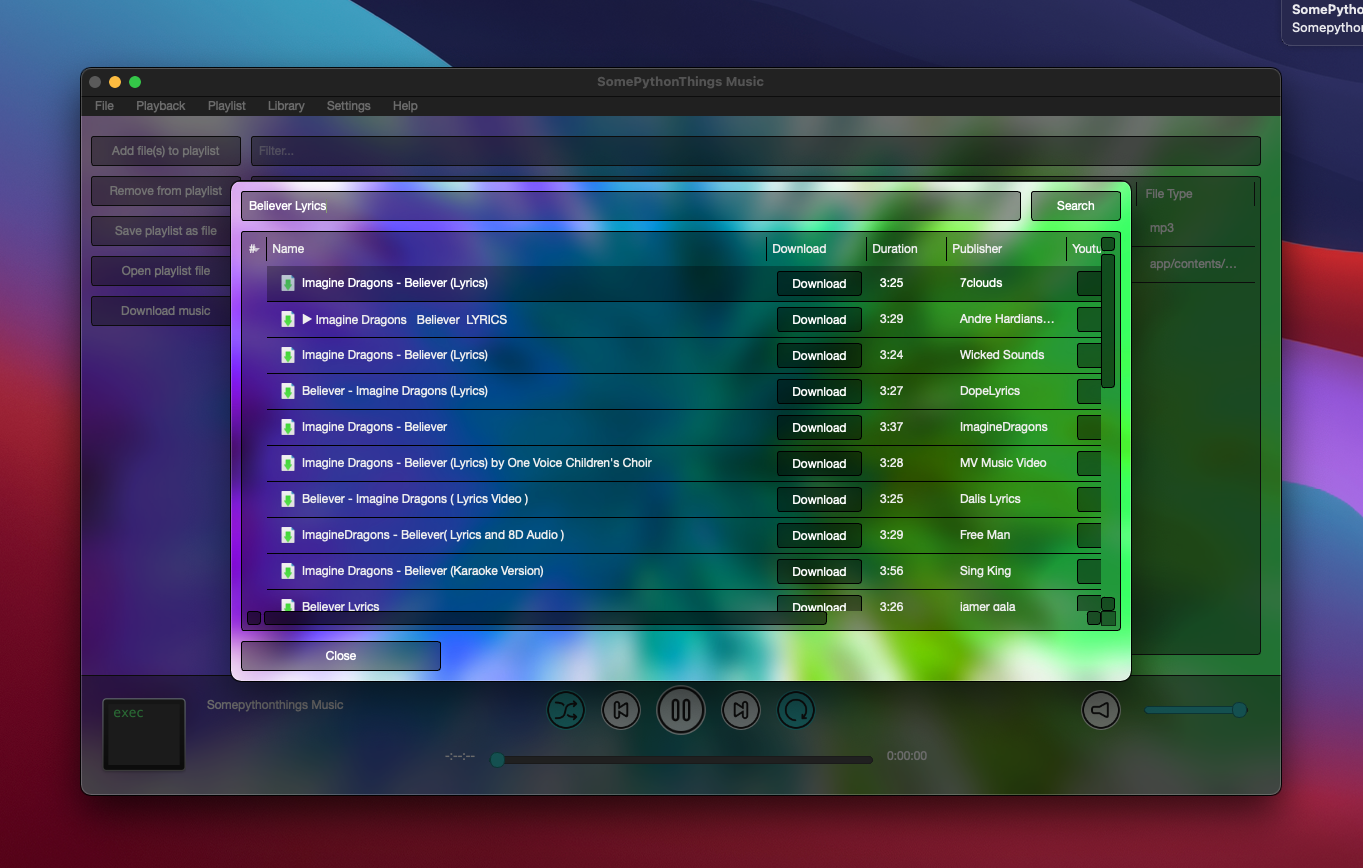 SomePytho
Somepython
SomePythonThings Music
File Playback Playlist Library Settings Help
Add file(s) to playlist
Filter...
Remove from playlist
Save playlist as file
Open playlist file
Download music
File Type
mp3
app/contents/...
Believer Lyrics
Search
# Name Download Duration Publisher Youtu
Imagine Dragons - Believer (Lyrics) Download 3:25 7clouds
▶ Imagine Dragons Believer LYRICS Download 3:29 Andre Hardians...
Imagine Dragons - Believer (Lyrics) Download 3:24 Wicked Sounds
Believer - Imagine Dragons (Lyrics) Download 3:27 DopeLyrics
Imagine Dragons - Believer Download 3:37 ImagineDragons
Imagine Dragons - Believer (Lyrics) by One Voice Children's Choir Download 3:28 MV Music Video
Believer - Imagine Dragons ( Lyrics Video ) Download 3:25 Dalis Lyrics
ImagineDragons - Believer( Lyrics and 8D Audio ) Download 3:29 Free Man
Imagine Dragons - Believer (Karaoke Version) Download 3:56 Sing King
Believer Lyrics Download 3:26 jamer gala
Close
exec
Somepythonthings Music
-:--:--
0:00:00